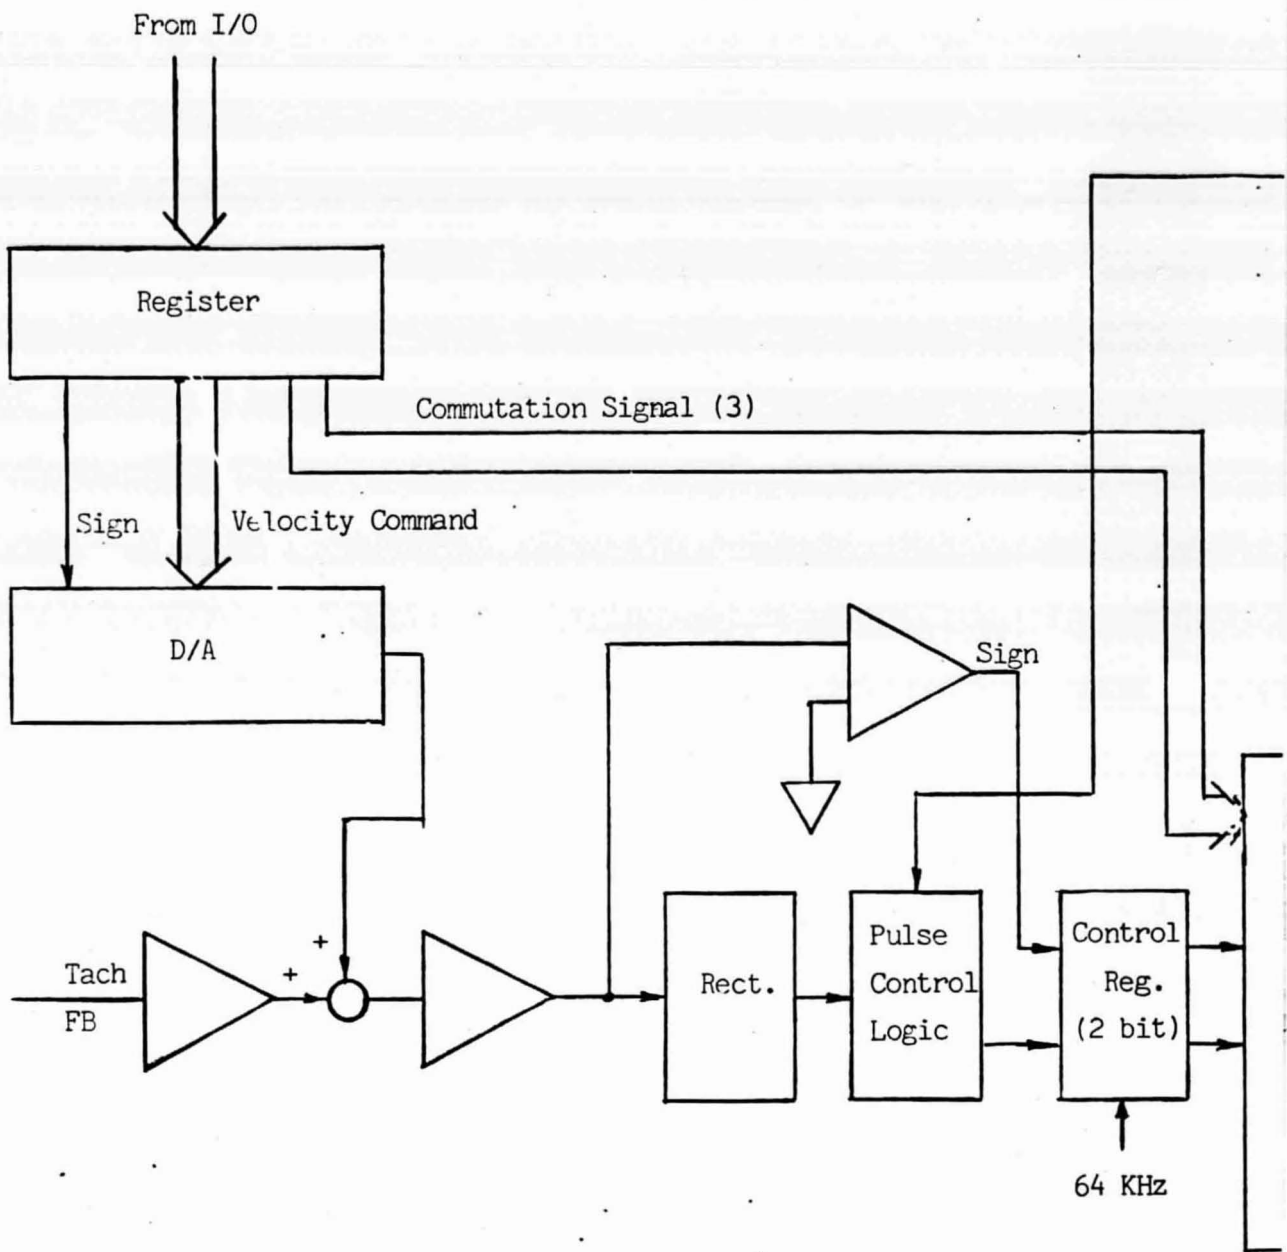 From I/O
Register
Commutation Signal (3)
Sign
Velocity Command
D/A
Sign
Tach
FB
+
+
Rect.
Pulse
Control
Logic
Control
Reg.
(2 bit)
64 KHz